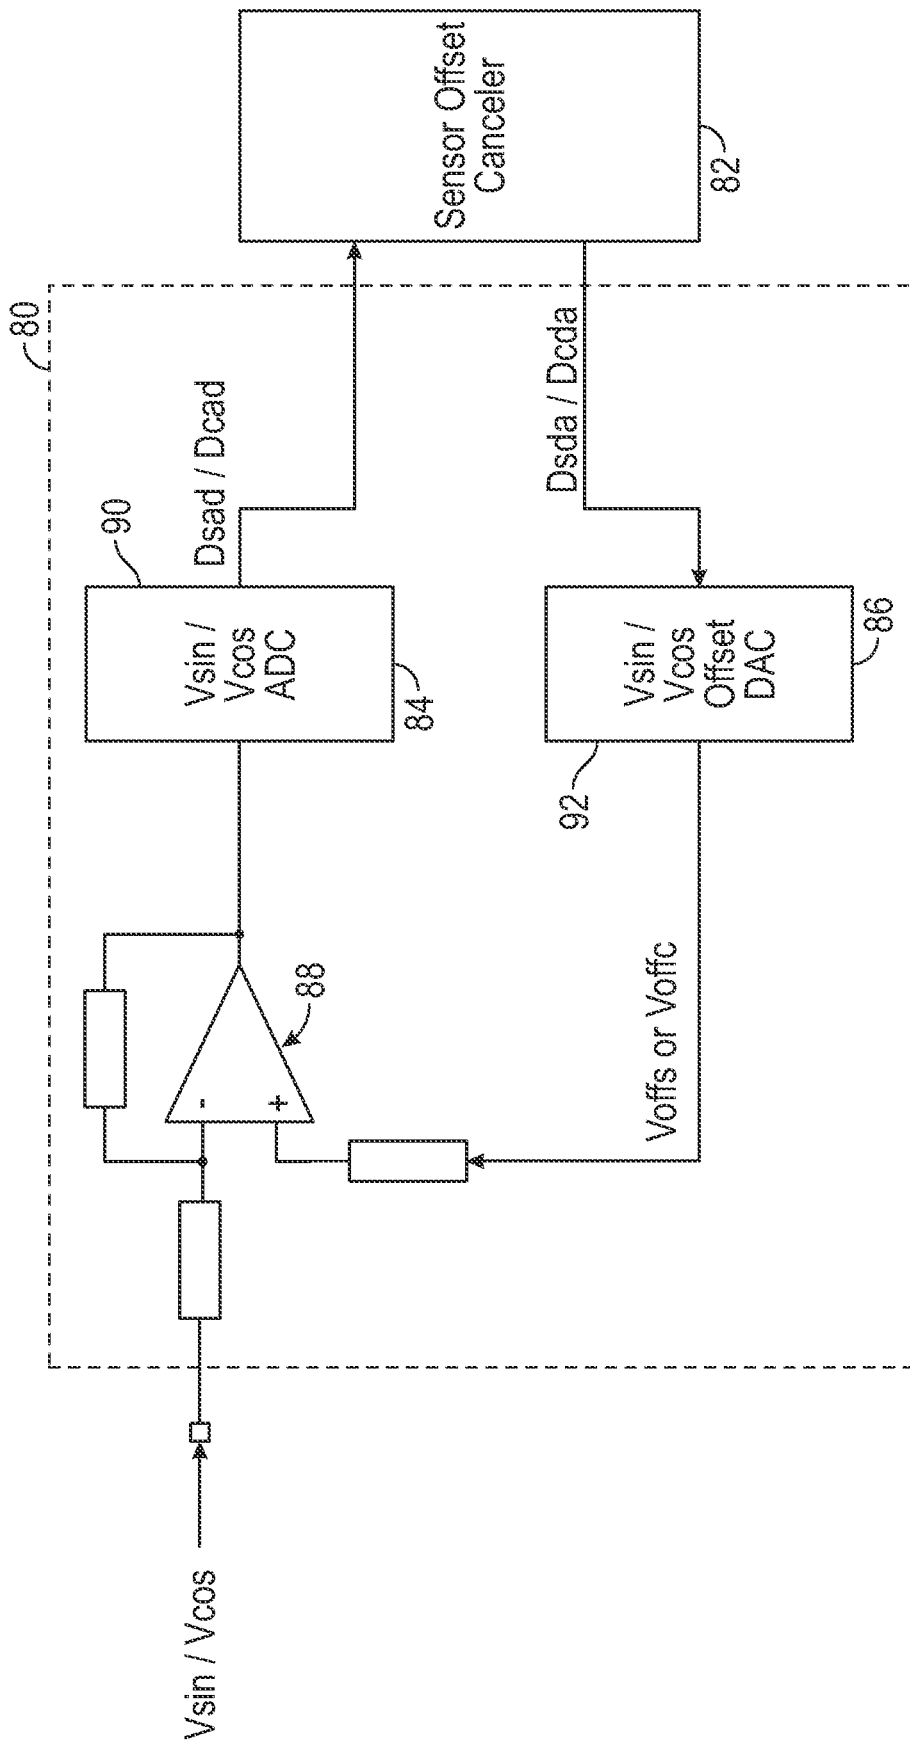 80
Vsin / Vcos
-
+
88
90
Vsin /
Vcos
ADC
84
Dsad / Dcad
Sensor Offset
Canceler
82
Dsda / Dcda
Vsin /
Vcos
Offset
DAC
86
92
Voffs or Voffc